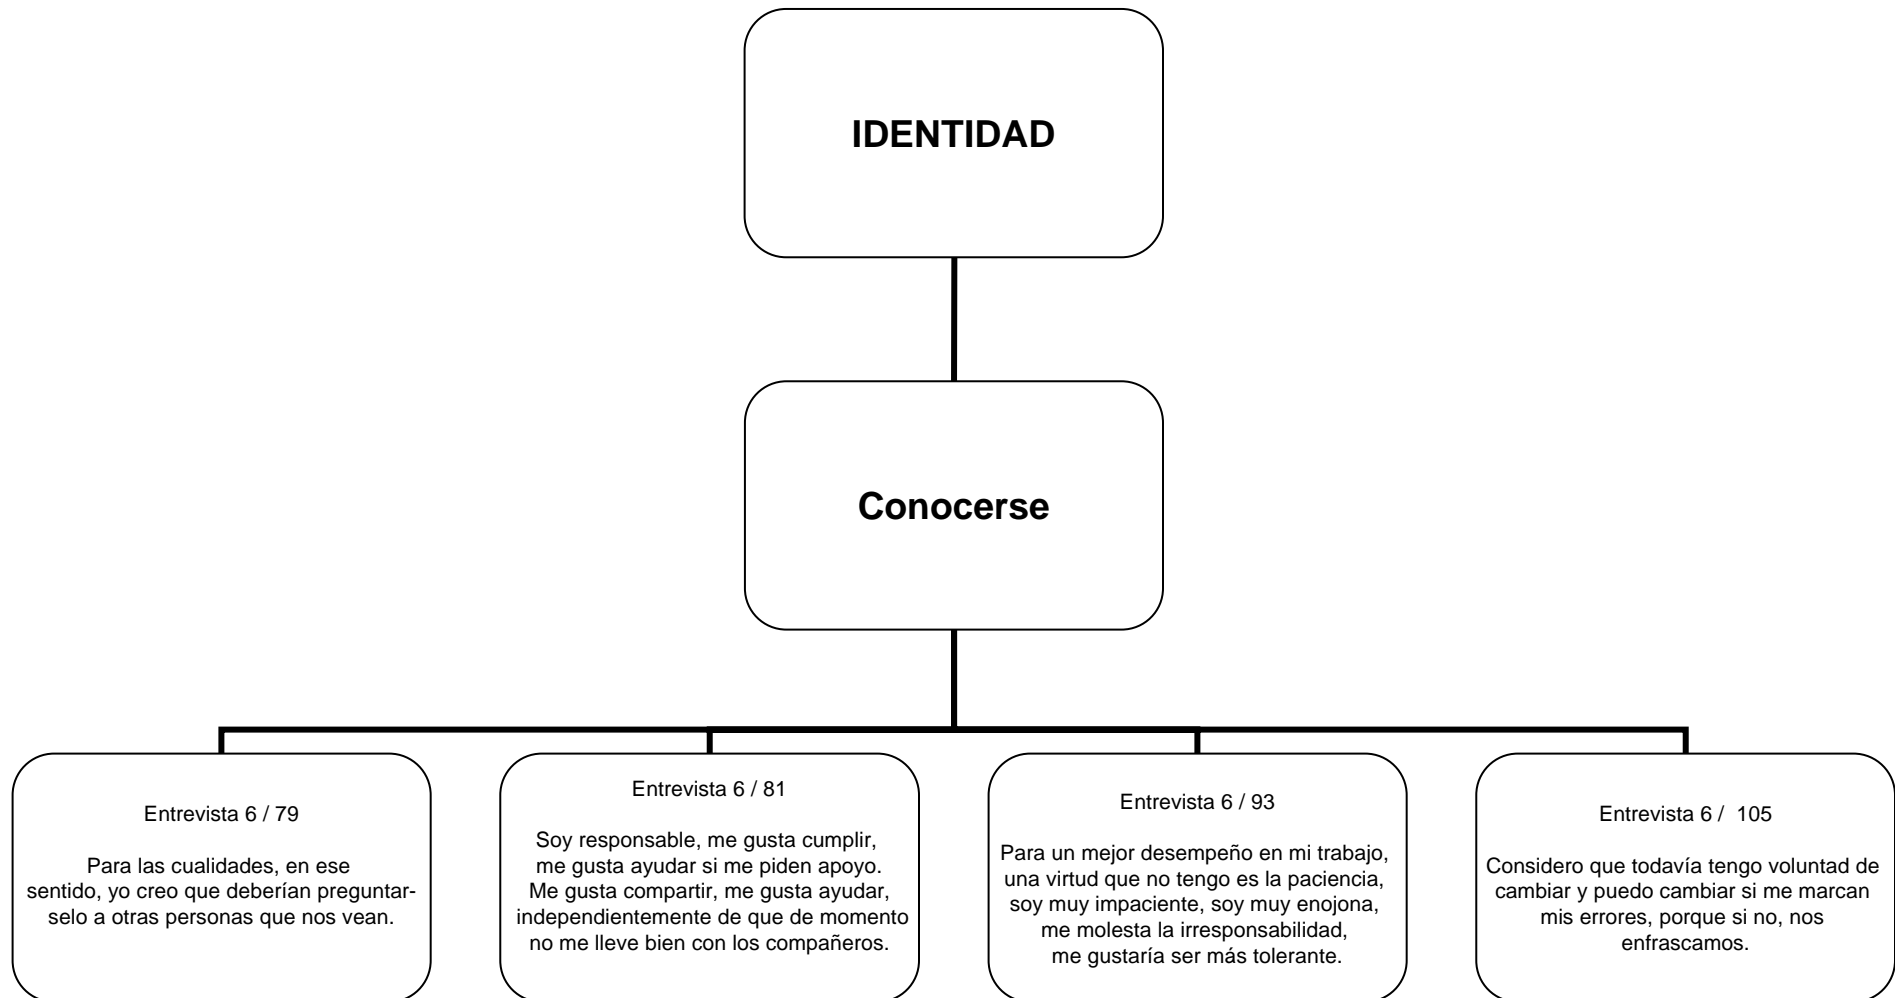 IDENTIDAD
Conocerse
Entrevista 6 / 79
Para las cualidades, en ese
sentido, yo creo que deberían preguntar-
selo a otras personas que nos vean.
Entrevista 6 / 81
Soy responsable, me gusta cumplir,
me gusta ayudar si me piden apoyo.
Me gusta compartir, me gusta ayudar,
independientemente de que de momento
no me lleve bien con los compañeros.
Entrevista 6 / 93
Para un mejor desempeño en mi trabajo,
una virtud que no tengo es la paciencia,
soy muy impaciente, soy muy enojona,
me molesta la irresponsabilidad,
me gustaría ser más tolerante.
Entrevista 6 / 105
Considero que todavía tengo voluntad de
cambiar y puedo cambiar si me marcan
mis errores, porque si no, nos
enfrascamos.